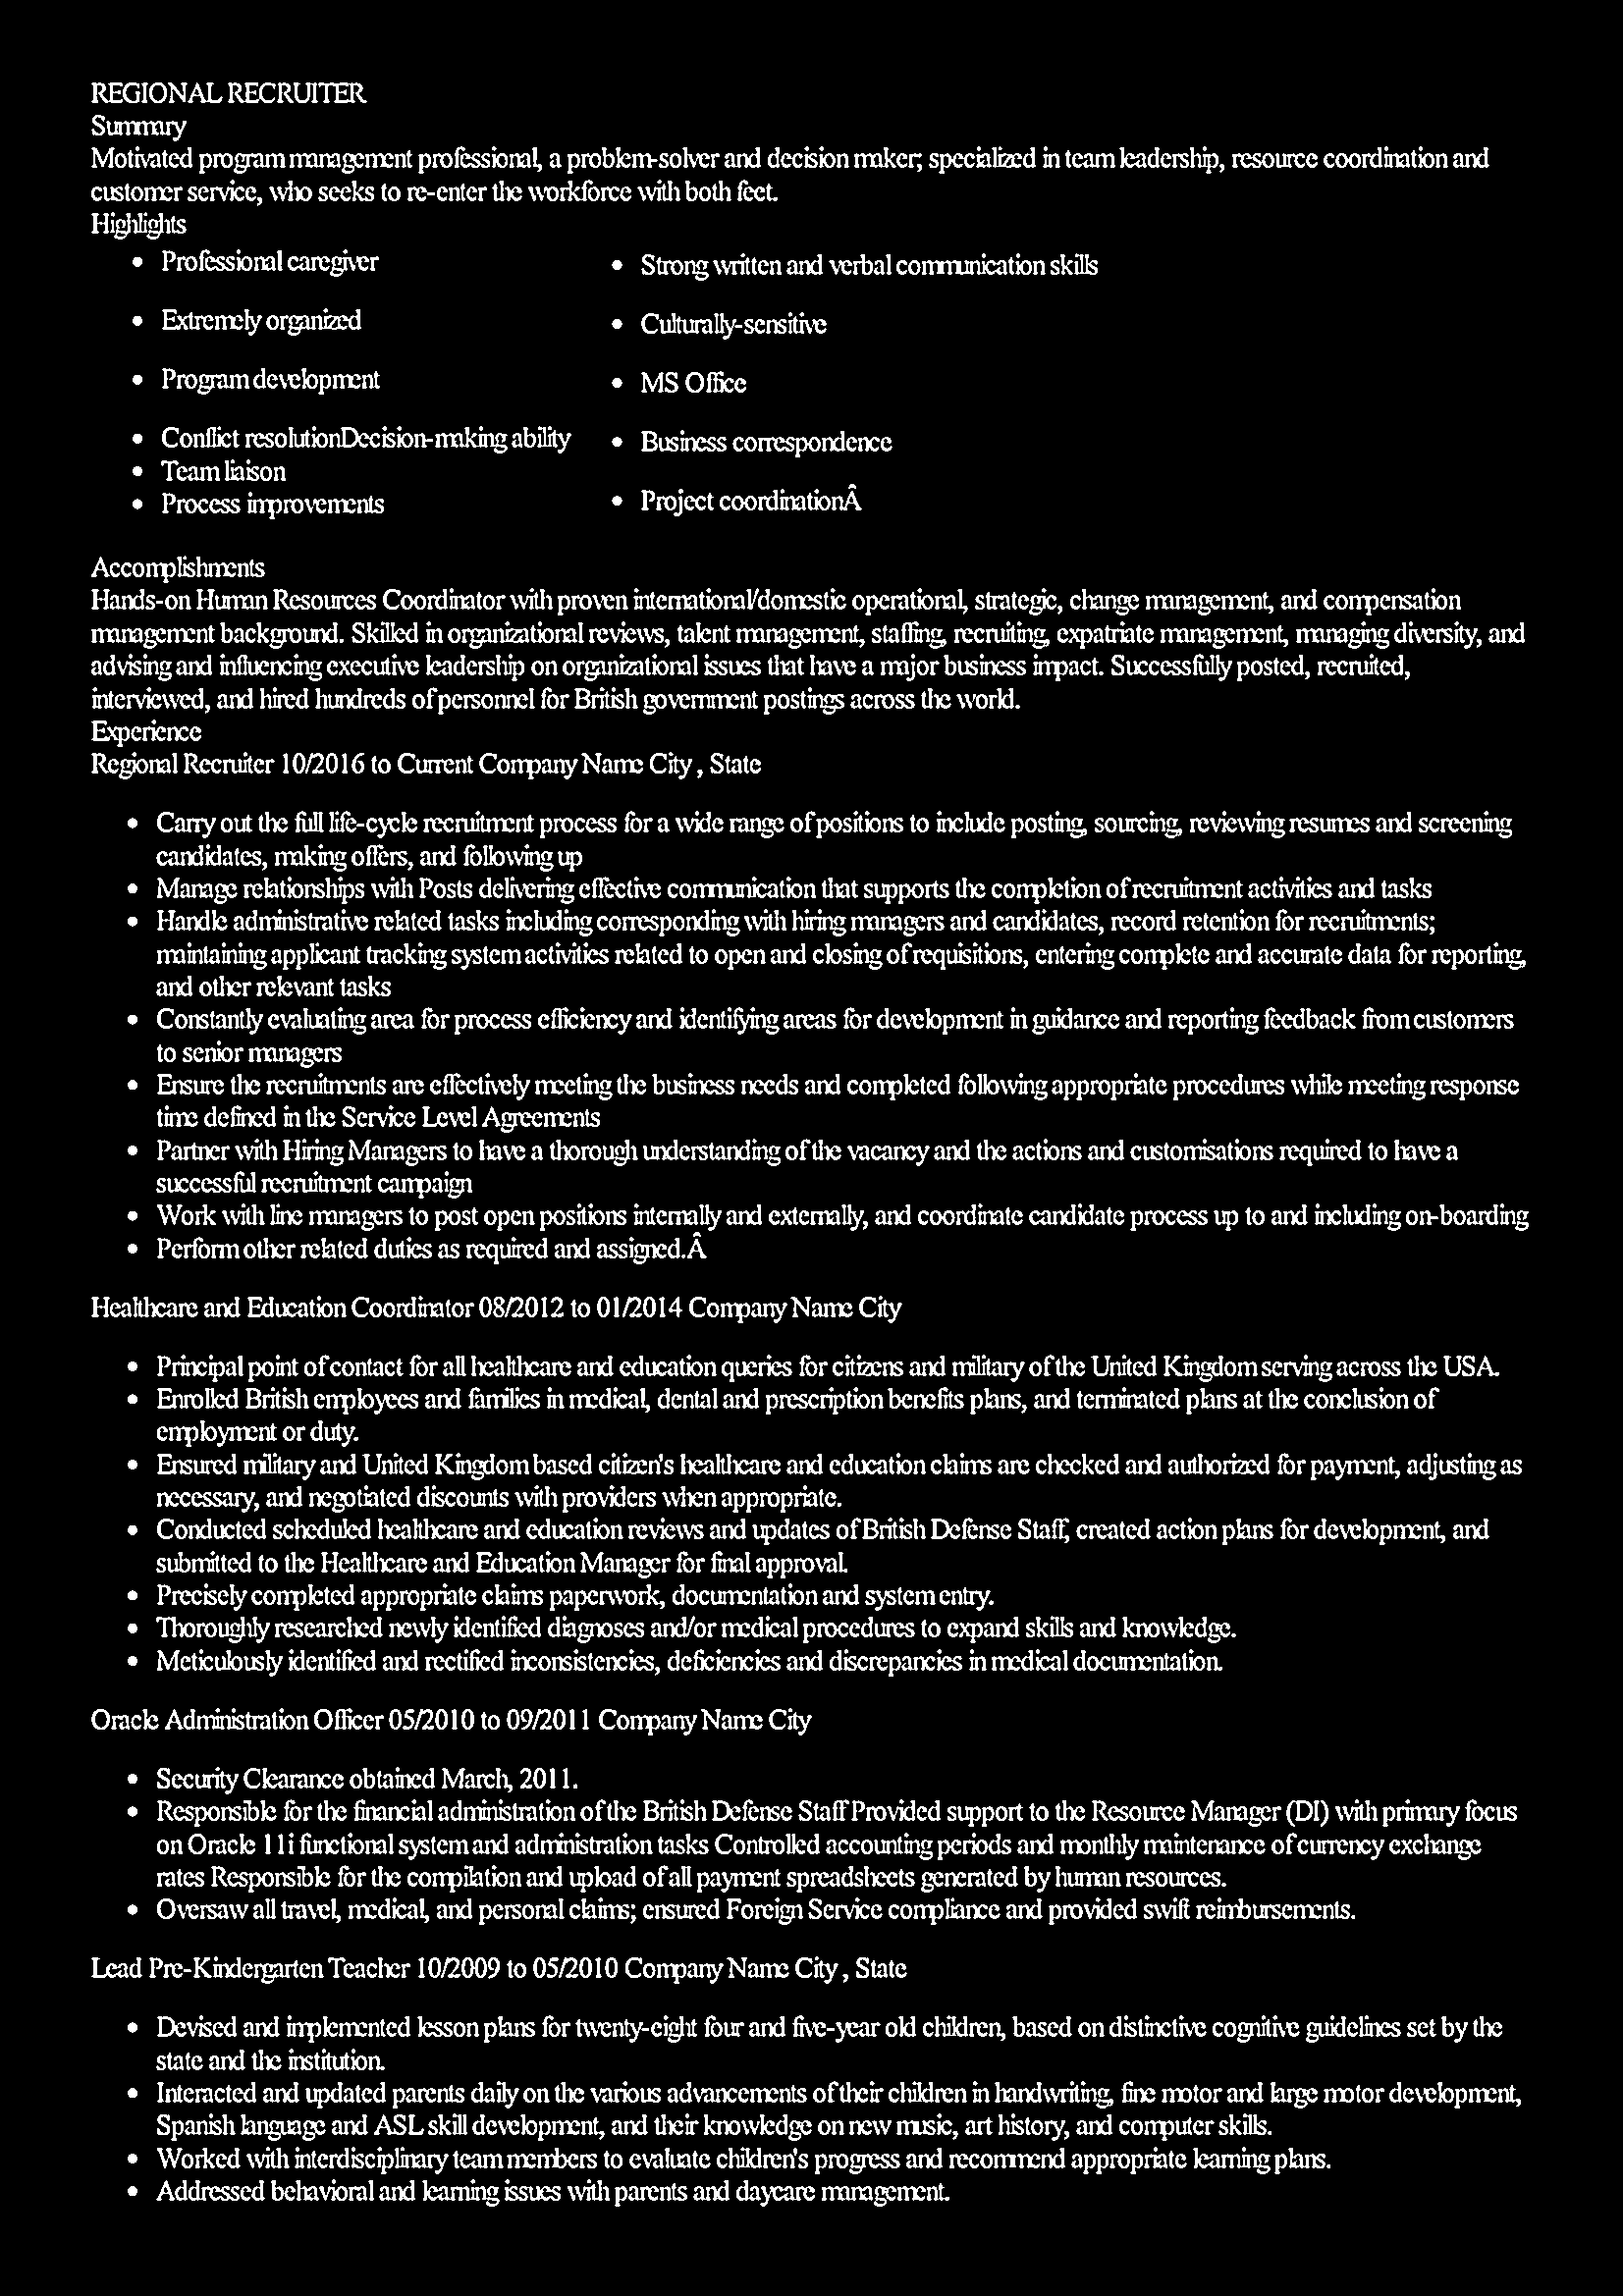 REGIONAL RECRUITER
Summary
Motivated program management professional, a problem-solver and decision maker; specialized in team leadership, resource coordination and
customer service, who seeks to re-enter the workforce with both feet.
Highlights
• Professional caregiver
• Extremely organized
• Program development
• Conflict resolutionDecision-making ability
• Team liaison
• Process improvements
• Strong written and verbal communication skills
• Culturally-sensitive
• MS Office
• Business correspondence
• Project coordinationÂ
Accomplishments
Hands-on Human Resources Coordinator with proven international/domestic operational, strategic, change management, and compensation
management background. Skilled in organizational reviews, talent management, staffing, recruiting, expatriate management, managing diversity, and
advising and influencing executive leadership on organizational issues that have a major business impact. Successfully posted, recruited,
interviewed, and hired hundreds of personnel for British government postings across the world.
Experience
Regional Recruiter 10/2016 to Current Company Name City , State
• Carry out the full life-cycle recruitment process for a wide range of positions to include posting, sourcing, reviewing resumes and screening
candidates, making offers, and following up
• Manage relationships with Posts delivering effective communication that supports the completion of recruitment activities and tasks
• Handle administrative related tasks including corresponding with hiring managers and candidates, record retention for recruitments;
maintaining applicant tracking system activities related to open and closing of requisitions, entering complete and accurate data for reporting,
and other relevant tasks
• Constantly evaluating area for process efficiency and identifying areas for development in guidance and reporting feedback from customers
to senior managers
• Ensure the recruitments are effectively meeting the business needs and completed following appropriate procedures while meeting response
time defined in the Service Level Agreements
• Partner with Hiring Managers to have a thorough understanding of the vacancy and the actions and customisations required to have a
successful recruitment campaign
• Work with line managers to post open positions internally and externally, and coordinate candidate process up to and including on-boarding
• Perform other related duties as required and assigned.Â
Healthcare and Education Coordinator 08/2012 to 01/2014 Company Name City
• Principal point of contact for all healthcare and education queries for citizens and military of the United Kingdom serving across the USA.
• Enrolled British employees and families in medical, dental and prescription benefits plans, and terminated plans at the conclusion of
employment or duty.
• Ensured military and United Kingdom based citizen's healthcare and education claims are checked and authorized for payment, adjusting as
necessary, and negotiated discounts with providers when appropriate.
• Conducted scheduled healthcare and education reviews and updates of British Defense Staff, created action plans for development, and
submitted to the Healthcare and Education Manager for final approval.
• Precisely completed appropriate claims paperwork, documentation and system entry.
• Thoroughly researched newly identified diagnoses and/or medical procedures to expand skills and knowledge.
• Meticulously identified and rectified inconsistencies, deficiencies and discrepancies in medical documentation.
Oracle Administration Officer 05/2010 to 09/2011 Company Name City
• Security Clearance obtained March, 2011.
• Responsible for the financial administration of the British Defense Staff Provided support to the Resource Manager (DI) with primary focus
on Oracle 11i functional system and administration tasks Controlled accounting periods and monthly maintenance of currency exchange
rates Responsible for the compilation and upload of all payment spreadsheets generated by human resources.
• Oversaw all travel, medical, and personal claims; ensured Foreign Service compliance and provided swift reimbursements.
Lead Pre-Kindergarten Teacher 10/2009 to 05/2010 Company Name City , State
• Devised and implemented lesson plans for twenty-eight four and five-year old children, based on distinctive cognitive guidelines set by the
state and the institution.
• Interacted and updated parents daily on the various advancements of their children in handwriting, fine motor and large motor development,
Spanish language and ASL skill development, and their knowledge on new music, art history, and computer skills.
• Worked with interdisciplinary team members to evaluate children's progress and recommend appropriate learning plans.
• Addressed behavioral and learning issues with parents and daycare management.